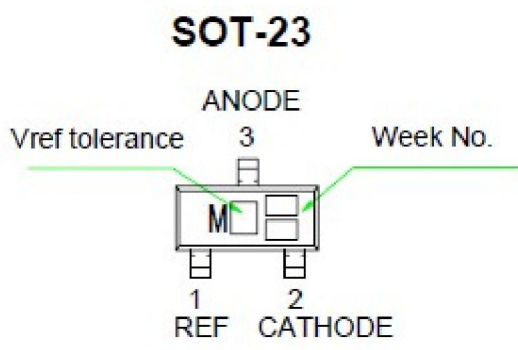 SOT-23
ANODE
Vref tolerance 3 Week No.
M
1 2
REF CATHODE